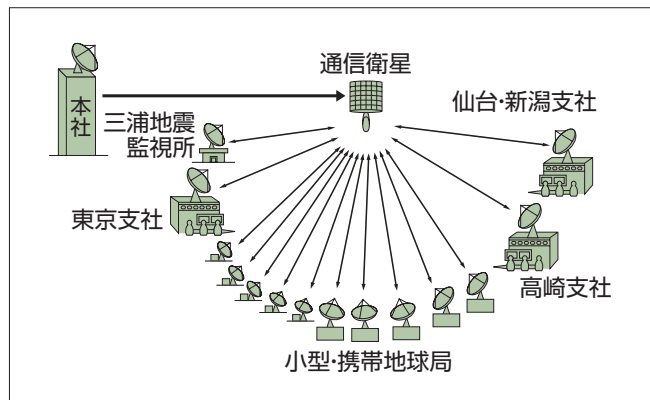 通信衛星
本社
三浦地震
監視所
仙台・新潟支社
東京支社
高崎支社
小型・携帯地球局